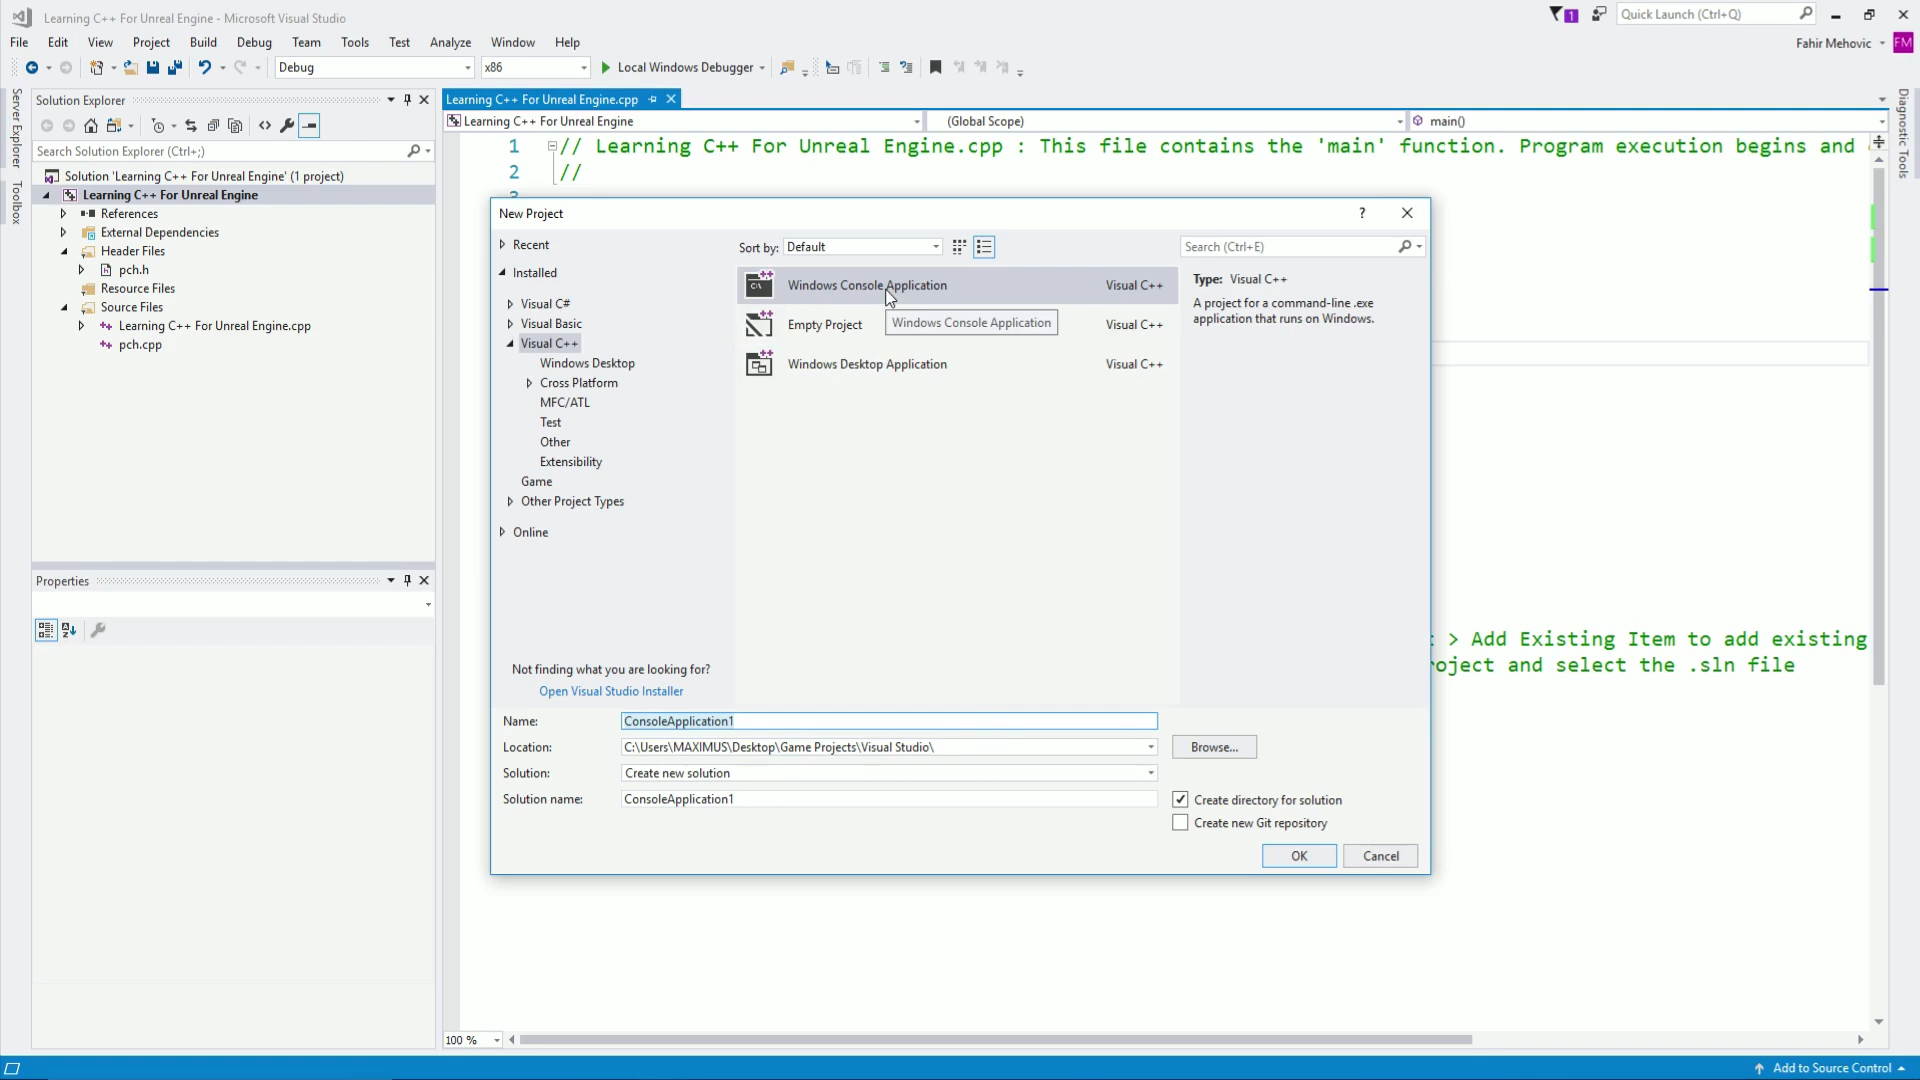 Learning C++ For Unreal Engine - Microsoft Visual Studio
1
Quick Launch (Ctrl+Q)
File Edit View Project Build Debug Team Tools Test Analyze Window Help
Fahir Mehovic FM
Debug x86 Local Windows Debugger
Server Explorer
Toolbox
Solution Explorer
Search Solution Explorer (Ctrl+;)
Solution 'Learning C++ For Unreal Engine' (1 project)
Learning C++ For Unreal Engine
References
External Dependencies
Header Files
pch.h
Resource Files
Source Files
Learning C++ For Unreal Engine.cpp
pch.cpp
Properties
Learning C++ For Unreal Engine.cpp
Learning C++ For Unreal Engine (Global Scope) main()
1 // Learning C++ For Unreal Engine.cpp : This file contains the 'main' function. Program execution begins and
2 //
Diagnostic Tools
New Project
?
Recent
Installed
Visual C#
Visual Basic
Visual C++
Windows Desktop
Cross Platform
MFC/ATL
Test
Other
Extensibility
Game
Other Project Types
Online
Not finding what you are looking for?
Open Visual Studio Installer
Sort by: Default
Windows Console Application Visual C++
Empty Project Visual C++
Windows Console Application
Windows Desktop Application Visual C++
Search (Ctrl+E)
Type: Visual C++
A project for a command-line .exe
application that runs on Windows.
> Add Existing Item to add existing
roject and select the .sln file
Name: ConsoleApplication1
Location: C:\Users\MAXIMUS\Desktop\Game Projects\Visual Studio\ Browse...
Solution: Create new solution
Solution name: ConsoleApplication1
Create directory for solution
Create new Git repository
OK Cancel
100 %
Add to Source Control